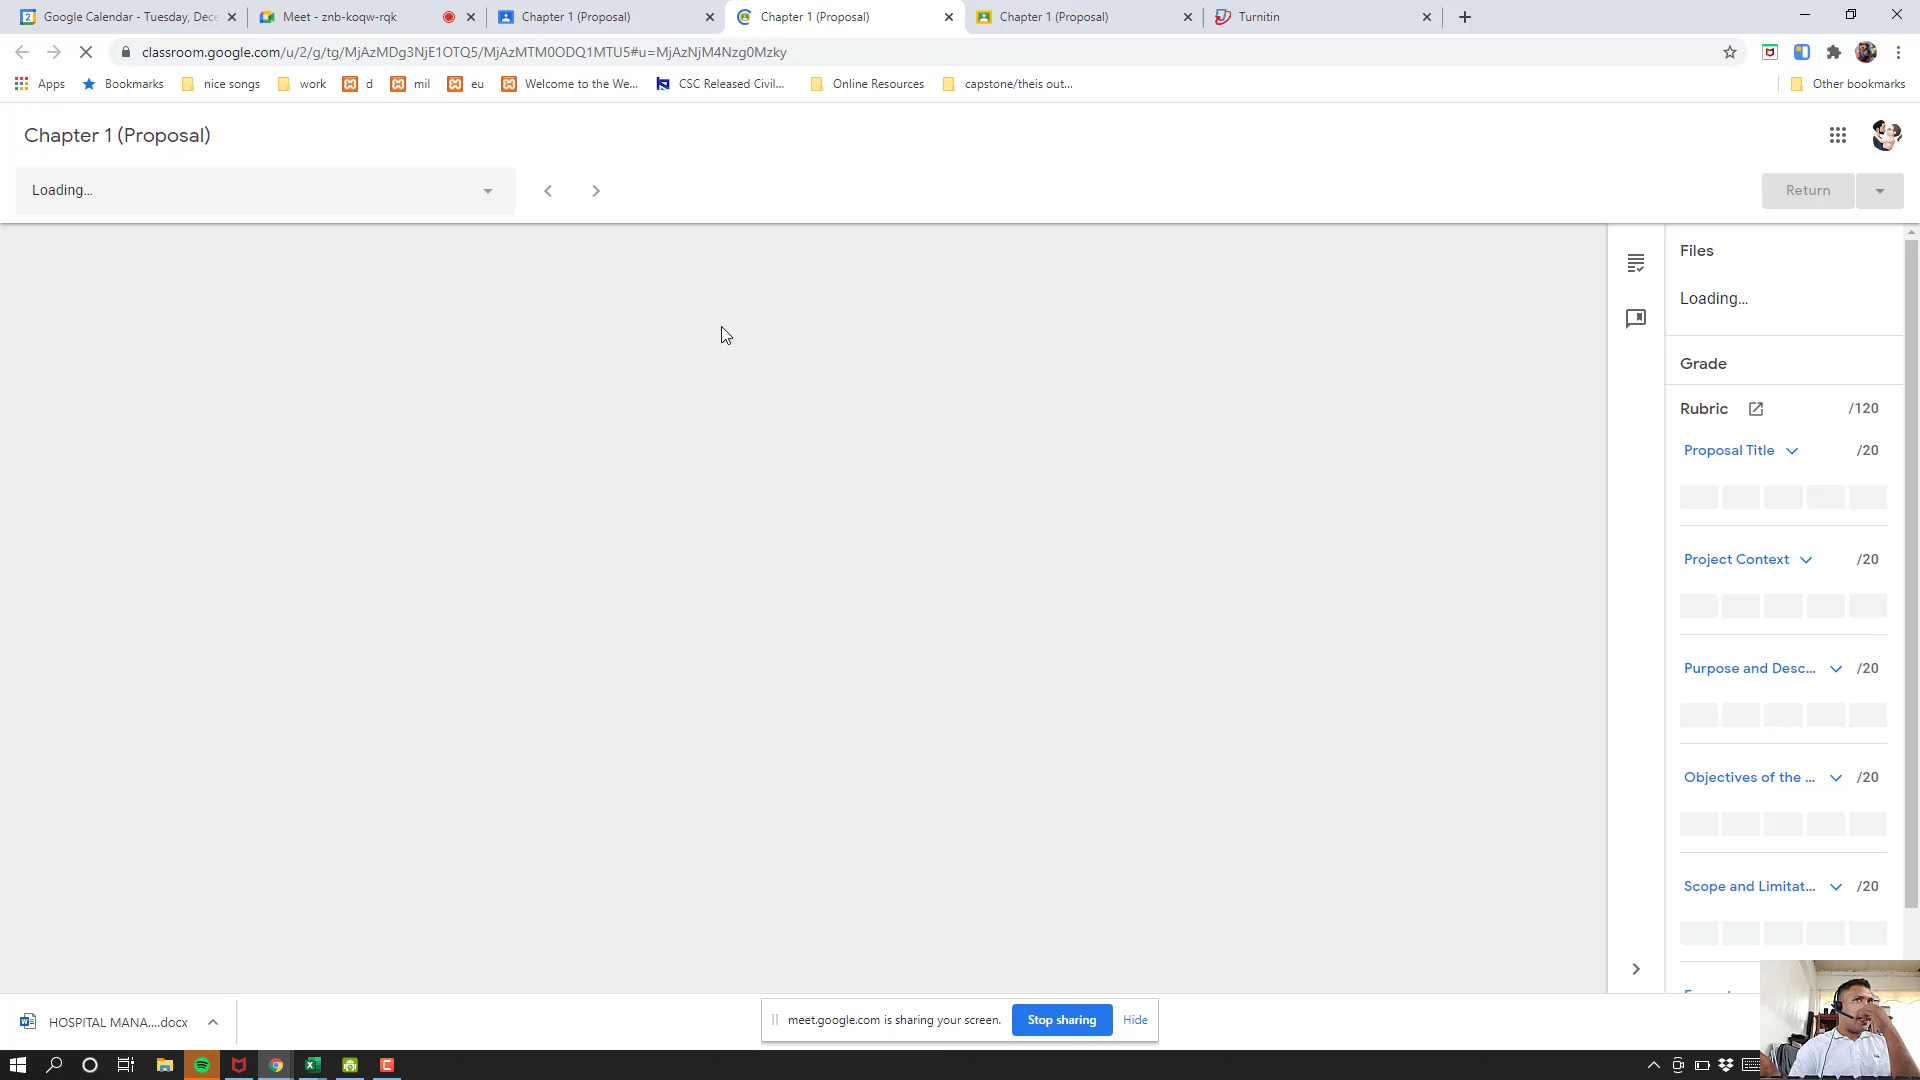 Google Calendar - Tuesday, Dece
Meet - znb-koqw-rqk
Chapter 1 (Proposal)
Chapter 1 (Proposal)
Chapter 1 (Proposal)
Turnitin
classroom.google.com/u/2/g/tg/MjAzMDg3NjE1OTQ5/MjAzMTM0ODQ1MTU5#u=MjAzNjM4Nzg0Mzky
Apps
Bookmarks
nice songs
work
d
mil
eu
Welcome to the We...
CSC Released Civil...
Online Resources
capstone/theis out...
Other bookmarks
Chapter 1 (Proposal)
Loading...
Return
Files
Loading...
Grade
Rubric /120
Proposal Title /20
Project Context /20
Purpose and Desc... /20
Objectives of the ... /20
Scope and Limitat... /20
HOSPITAL MANA....docx
meet.google.com is sharing your screen.
Stop sharing
Hide